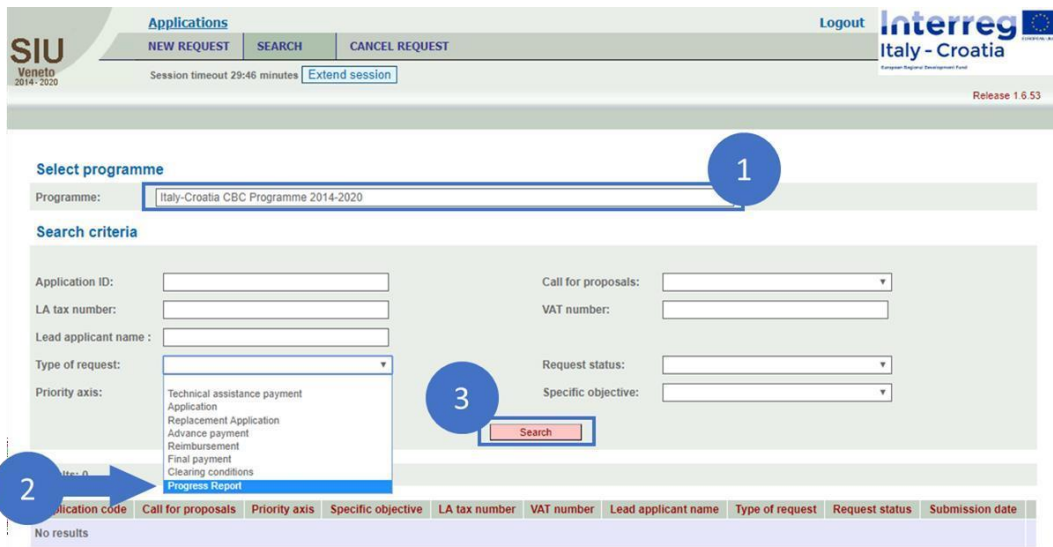 Applications
Logout
Interreg
SIU
NEW REQUEST SEARCH CANCEL REQUEST
Italy - Croatia
Veneto
2014 - 2020
European Regional Development Fund
Session timeout 29:46 minutes Extend session
Release 1.6.53
Select programme
1
Programme: Italy-Croatia CBC Programme 2014-2020
Search criteria
Application ID: Call for proposals:
LA tax number: VAT number:
Lead applicant name :
Type of request: Request status:
Priority axis: Specific objective:
Technical assistance payment
Application
Replacement Application
Advance payment
Reimbursement
Final payment
Clearing conditions
Progress Report
3
Search
2
Call for proposals Priority axis Specific objective LA tax number VAT number Lead applicant name Type of request Request status Submission date
No results